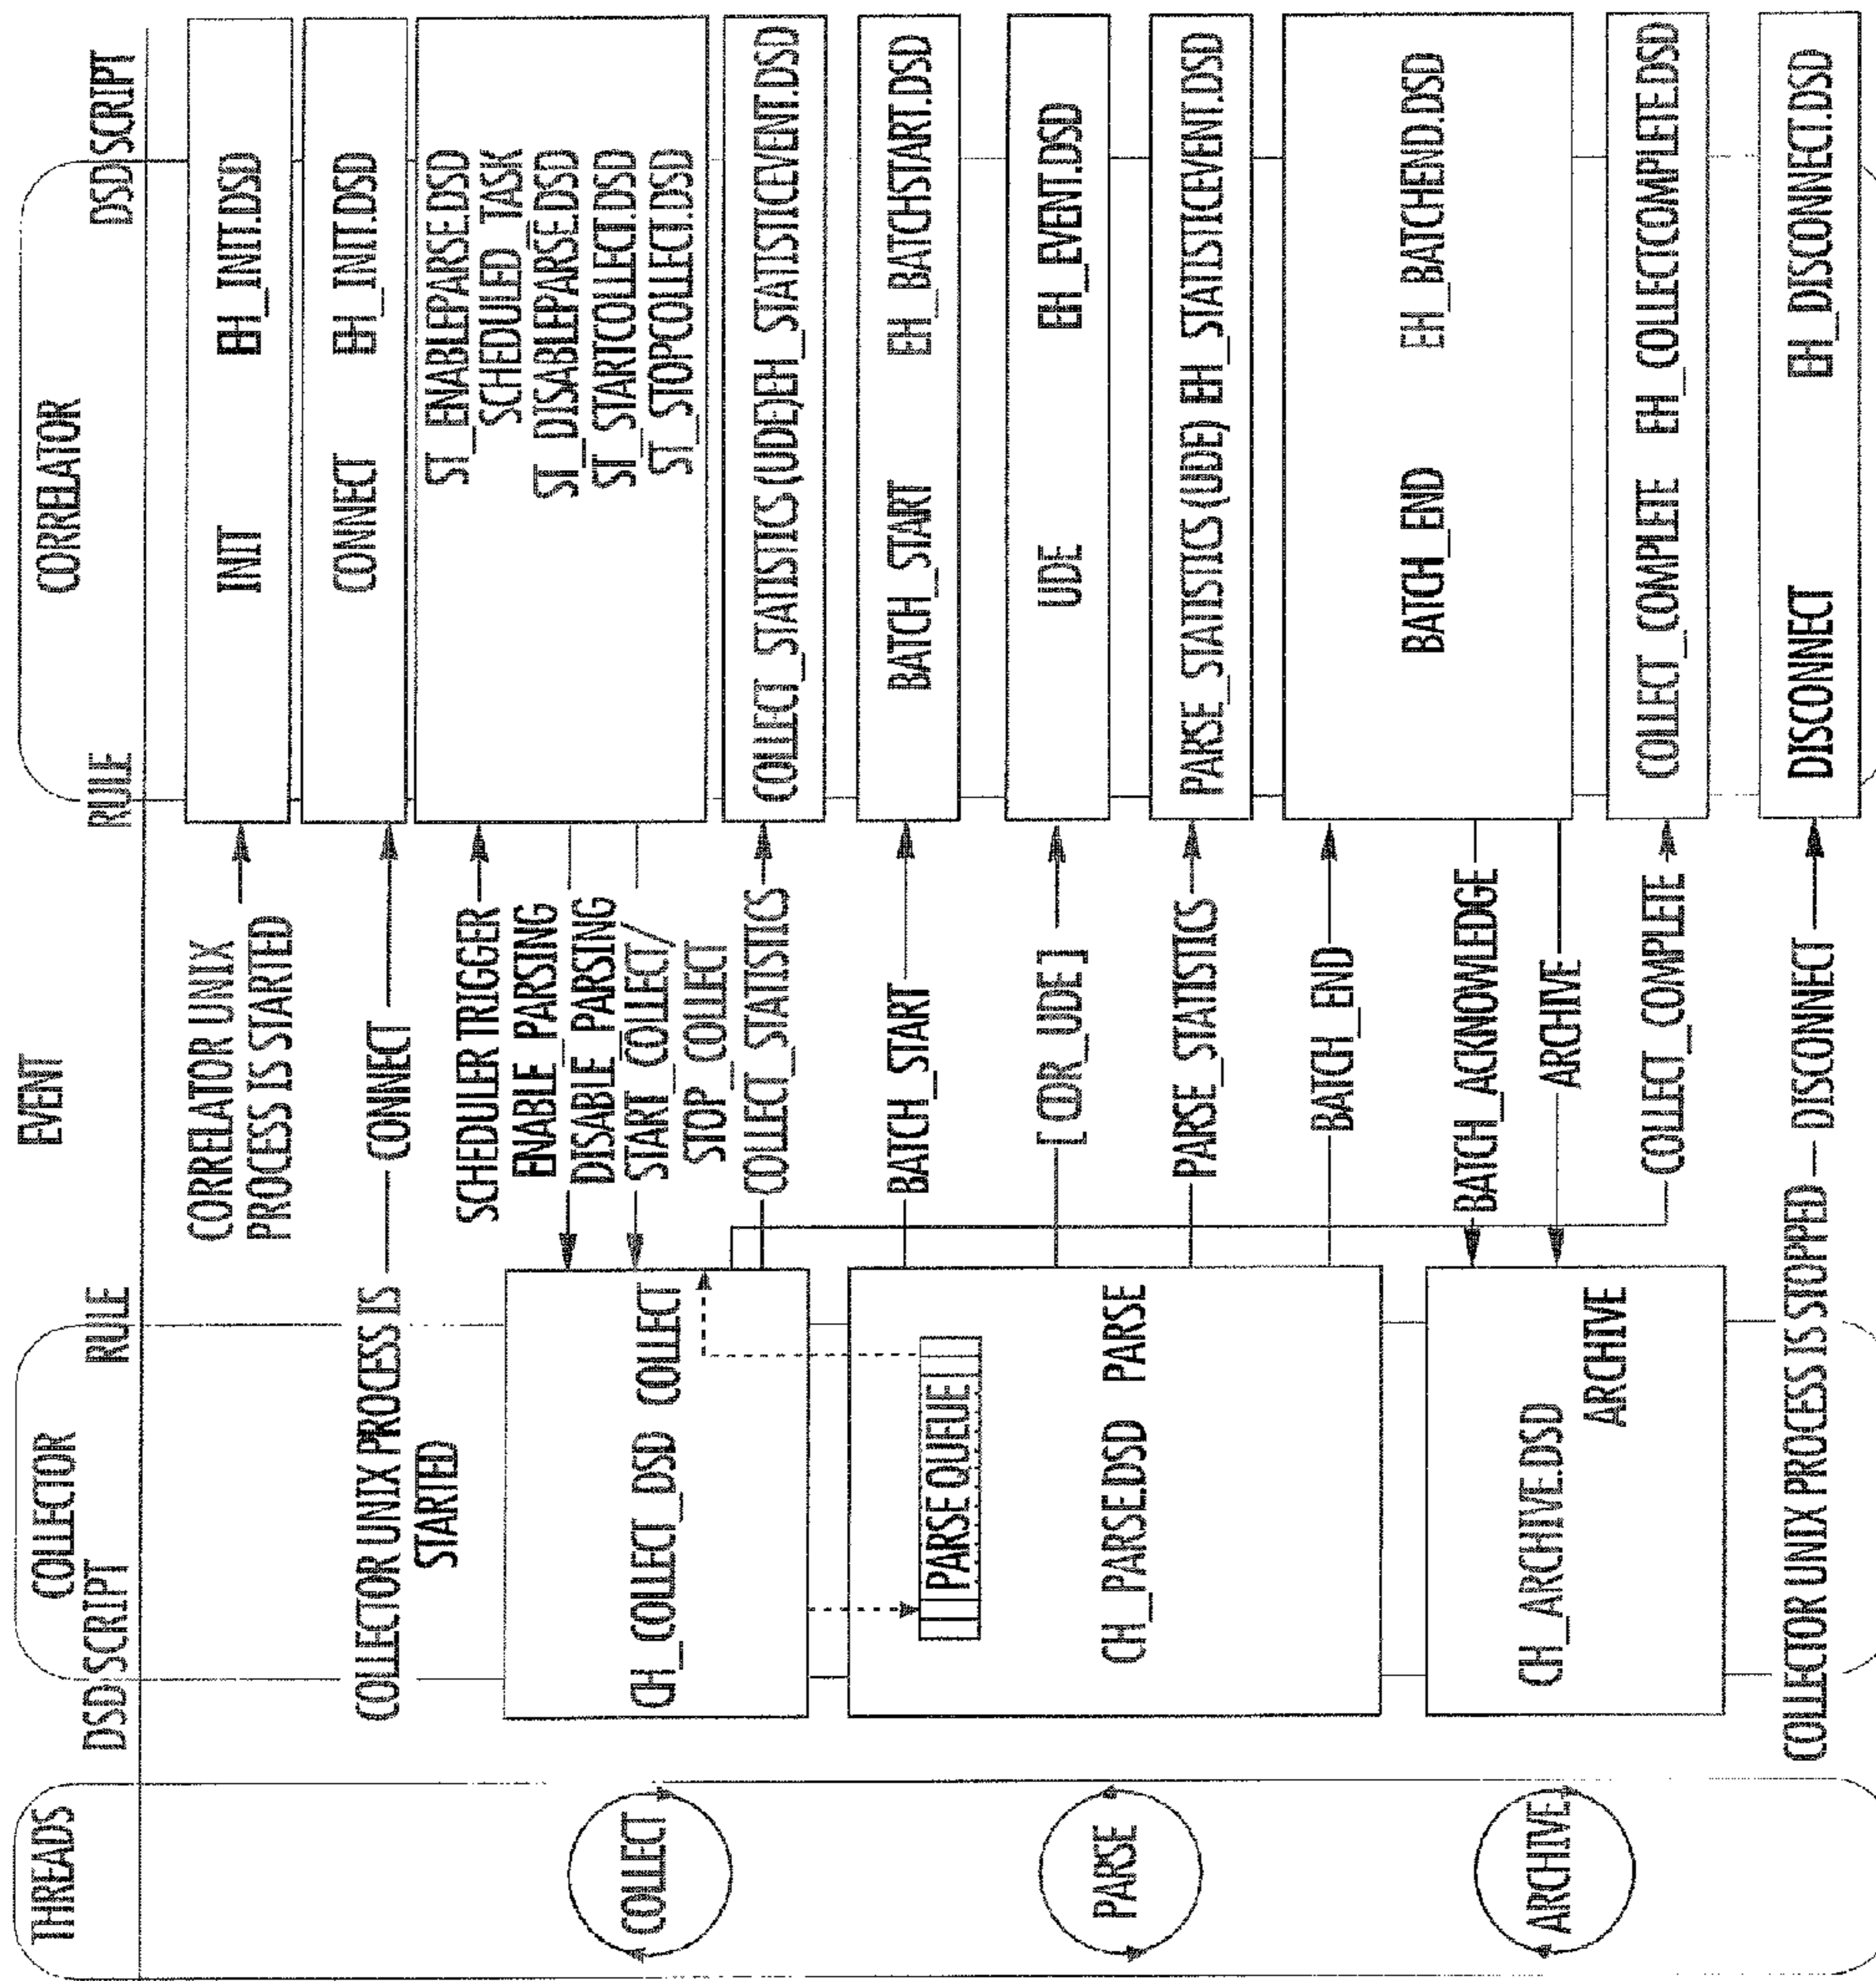 THREADS
COLLECTOR
EVENT
CORRELATOR
DSD SCRIPT
RULE
RULE
DSD SCRIPT
CORRELATOR UNIX
PROCESS IS STARTED
INIT
EH_INIT.DSD
COLLECTOR UNIX PROCESS IS
STARTED
CONNECT
CONNECT
EH_INIT.DSD
SCHEDULER TRIGGER
ENABLE_PARSING
DISABLE_PARSING
START_COLLECT/
STOP_COLLECT
ST_ENABLEPARSE.DSD
SCHEDULED_TASK
ST_DISABLEPARSE.DSD
ST_STARTCOLLECT.DSD
ST_STOPCOLLECT.DSD
COLLECT
CH_COLLECT_DSD
COLLECT
COLLECT_STATISTICS
COLLECT_STATISTICS(UDE)EH_STATISTICEVENT.DSD
PARSE QUEUE
BATCH_START
BATCH_START
EH_BATCHSTART.DSD
[COR_UDE]
UDE
EH_EVENT.DSD
PARSE
CH_PARSE.DSD
PARSE
PARSE_STATISTICS
PARSE_STATISTICS(UDE) EH_STATISTICEVENT.DSD
BATCH_END
BATCH_END
EH_BATCHEND.DSD
BATCH_ACKNOWLEDGE
ARCHIVE
ARCHIVE
CH_ARCHIVE.DSD
ARCHIVE
COLLECT_COMPLETE
COLLECT_COMPLETE
EH_COLLECTCOMPLETE.DSD
COLLECTOR UNIX PROCESS IS STOPPED
DISCONNECT
DISCONNECT
EH_DISCONNECT.DSD